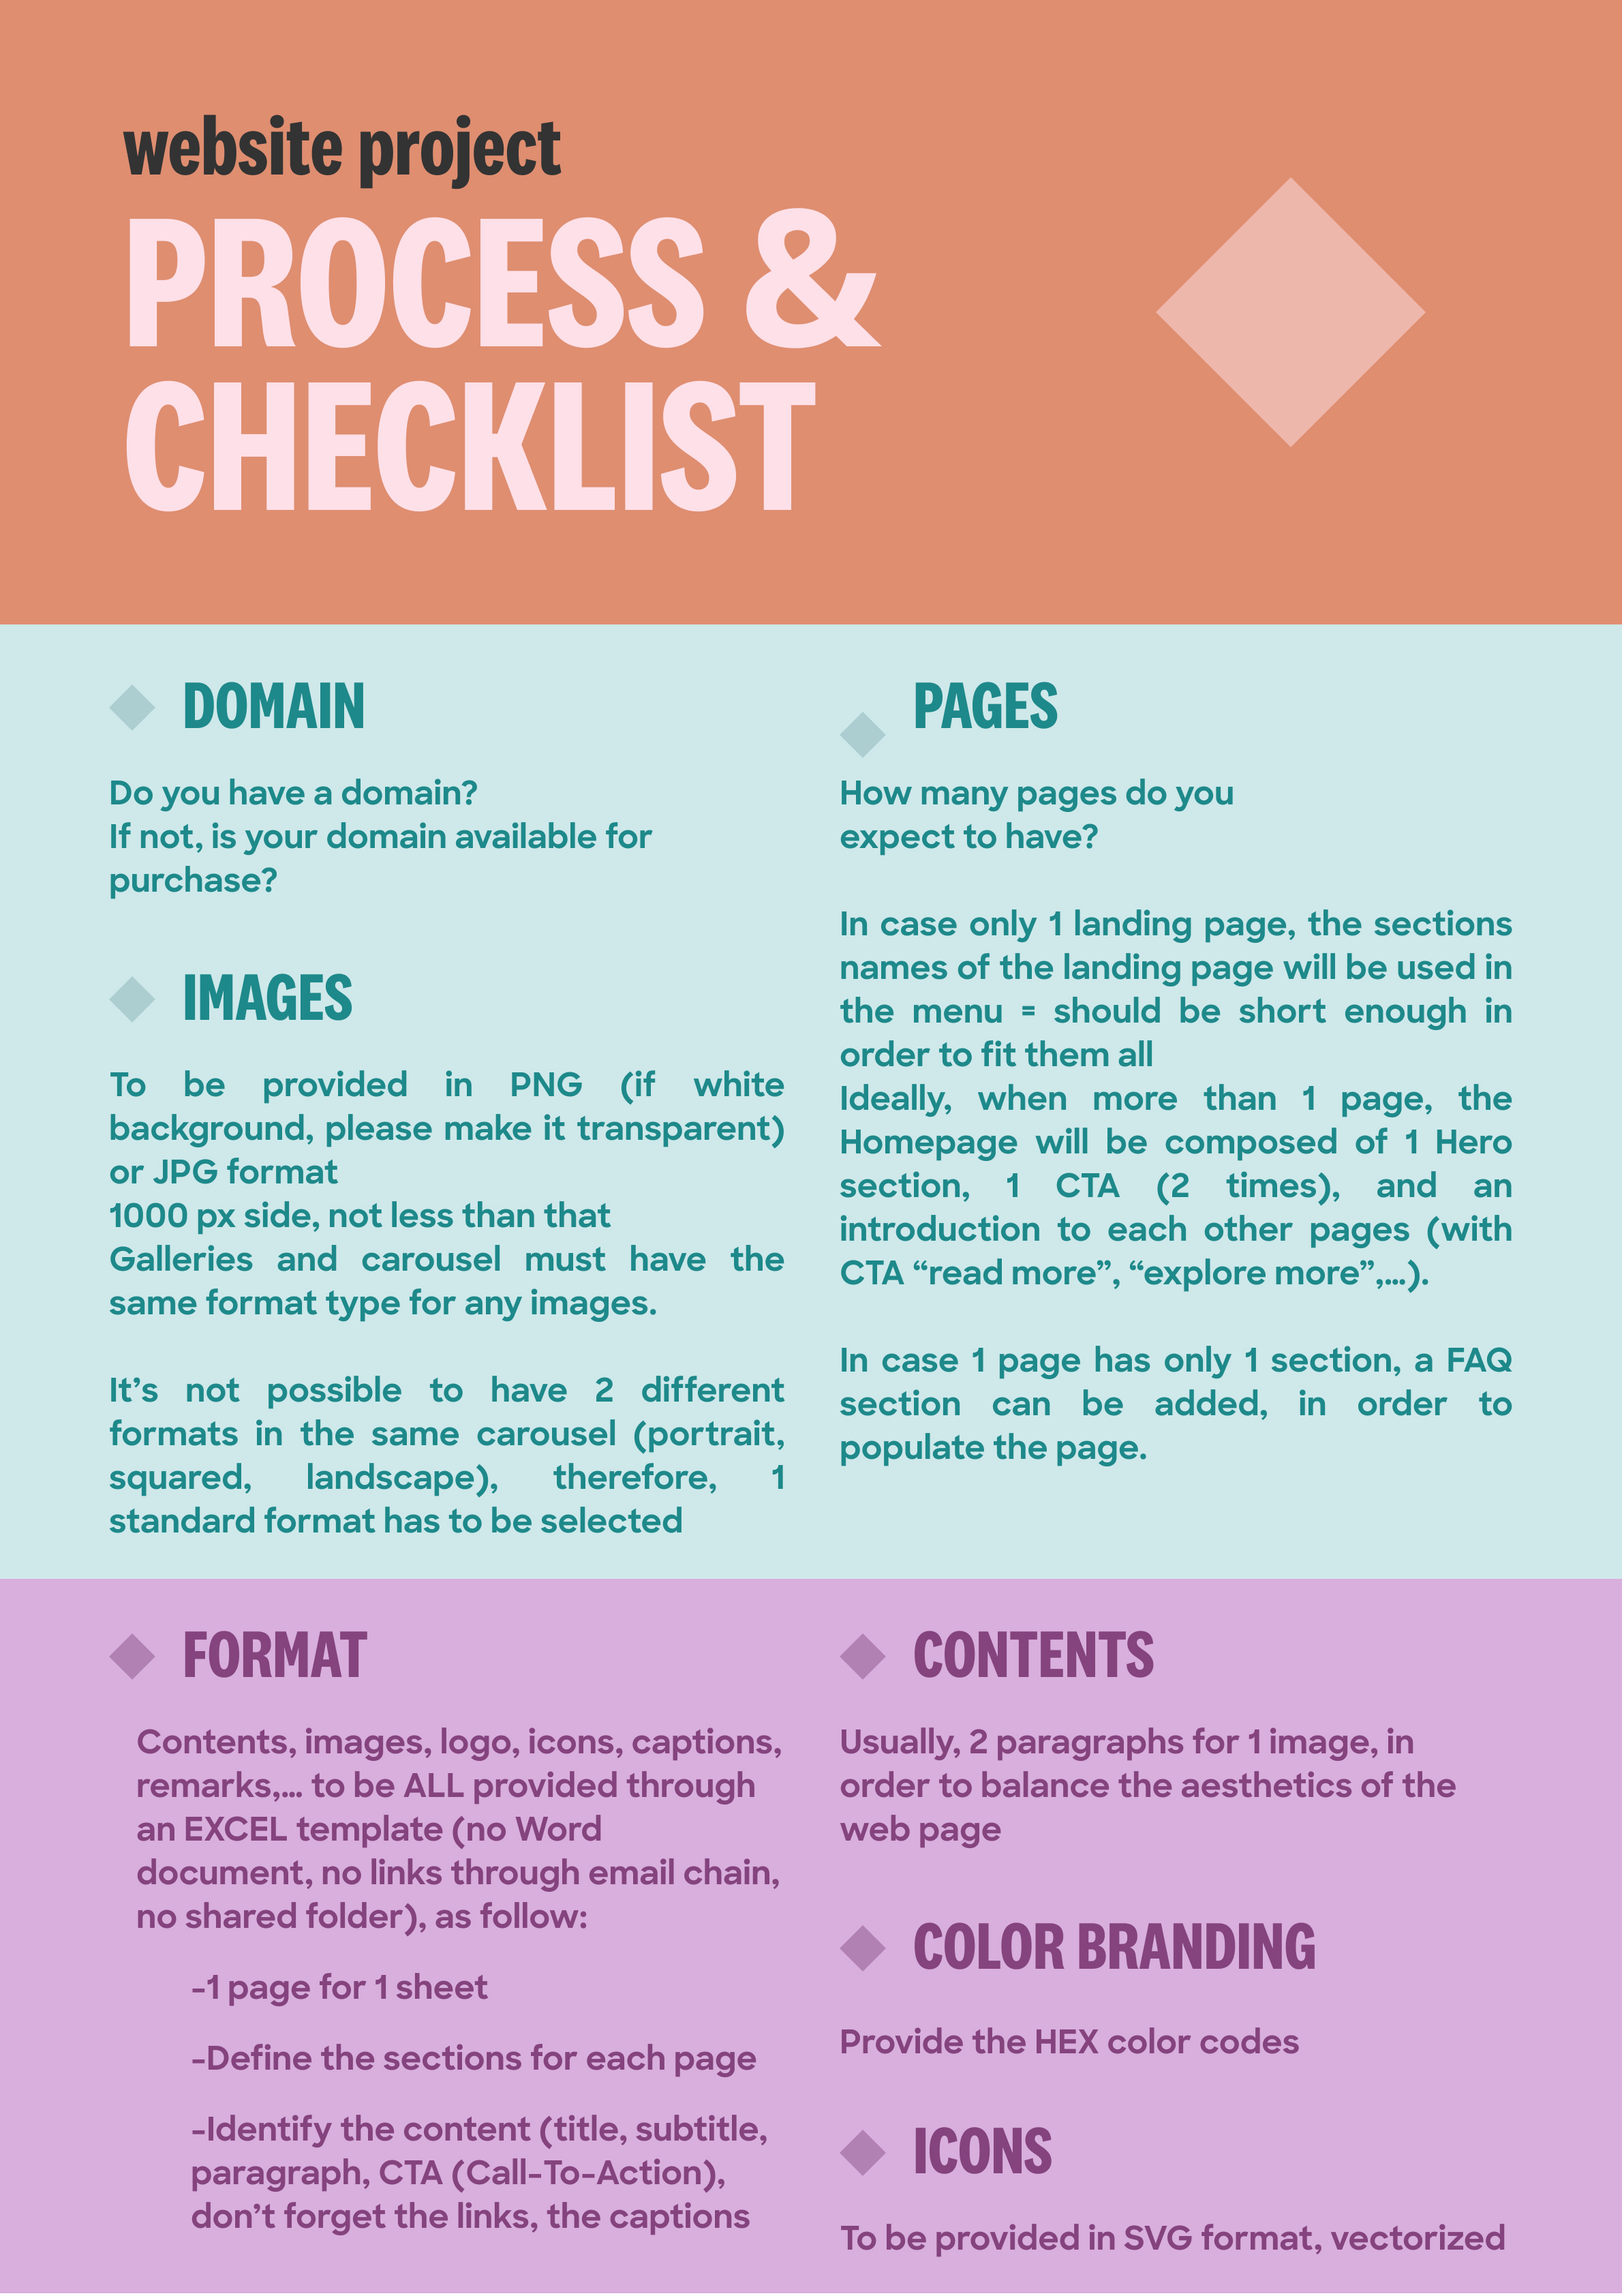 website project
PROCESS &
CHECKLIST
DOMAIN
Do you have a domain?
If not, is your domain available for
purchase?
IMAGES
To be provided in PNG (if white
background, please make it transparent)
or JPG format
1000 px side, not less than that
Galleries and carousel must have the
same format type for any images.
It’s not possible to have 2 different
formats in the same carousel (portrait,
squared, landscape), therefore, 1
standard format has to be selected
PAGES
How many pages do you
expect to have?
In case only 1 landing page, the sections
names of the landing page will be used in
the menu = should be short enough in
order to fit them all
Ideally, when more than 1 page, the
Homepage will be composed of 1 Hero
section, 1 CTA (2 times), and an
introduction to each other pages (with
CTA “read more”, “explore more”,...).
In case 1 page has only 1 section, a FAQ
section can be added, in order to
populate the page.
FORMAT
Contents, images, logo, icons, captions,
remarks,... to be ALL provided through
an EXCEL template (no Word
document, no links through email chain,
no shared folder), as follow:
-1 page for 1 sheet
-Define the sections for each page
-Identify the content (title, subtitle,
paragraph, CTA (Call-To-Action),
don’t forget the links, the captions
CONTENTS
Usually, 2 paragraphs for 1 image, in
order to balance the aesthetics of the
web page
COLOR BRANDING
Provide the HEX color codes
ICONS
To be provided in SVG format, vectorized